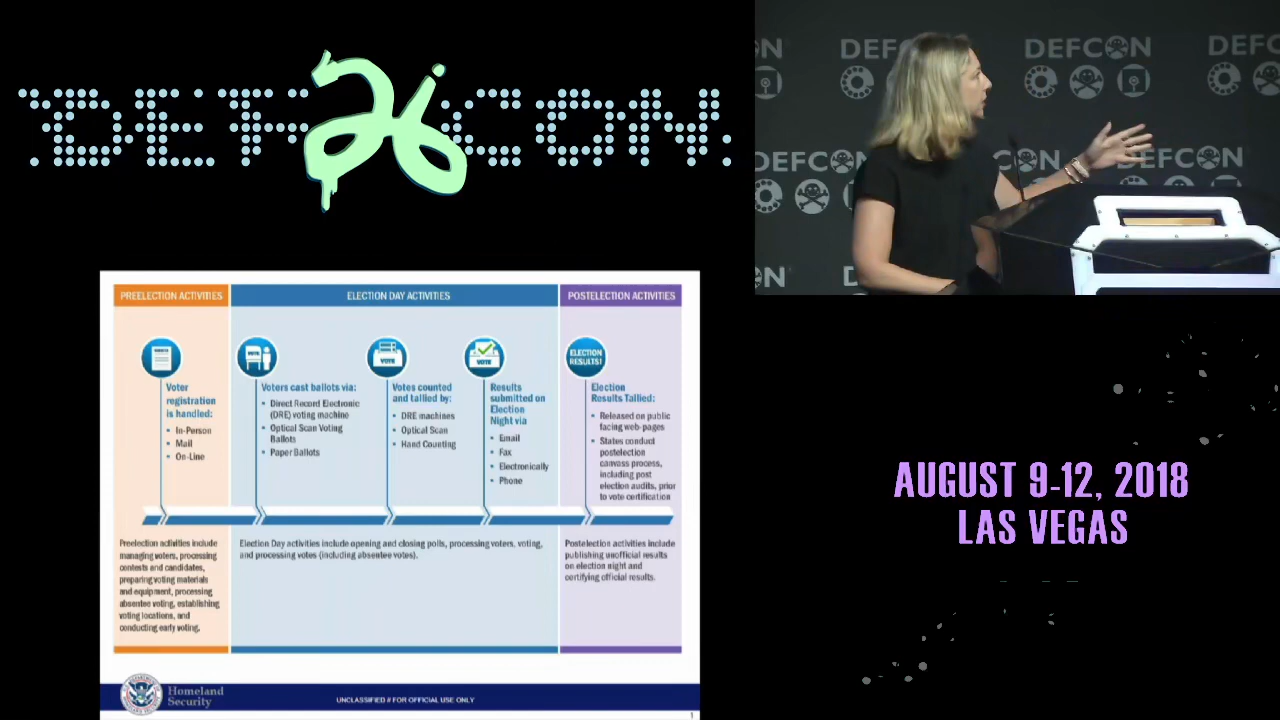 DEFCON
26
DEFCON
DEFCON
DEFCON
CON
DEFCON
PREELECTION ACTIVITIES
ELECTION DAY ACTIVITIES
POSTELECTION ACTIVITIES
VOTE
VOTE
VOTE
ELECTION
RESULTS!
Voter
registration
is handled:
• In-Person
• Mail
• On-Line
Voters cast ballots via:
• Direct Record Electronic
(DRE) voting machine
• Optical Scan Voting
Ballots
• Paper Ballots
Votes counted
and tallied by:
• DRE machines
• Optical Scan
• Hand Counting
Results
submitted on
Election
Night via
• Email
• Fax
• Electronically
• Phone
Election
Results Tallied:
• Released on public
facing web-pages
• States conduct
postelection
canvass process,
including post
election audits, prior
to vote certification
Preelection activities include
managing voters, processing
contests and candidates,
preparing voting materials
and equipment, processing
absentee voting, establishing
voting locations, and
conducting early voting.
Election Day activities include opening and closing polls, processing voters, voting,
and processing votes (including absentee votes).
Postelection activities include
publishing unofficial results
on election night and
certifying official results.
Homeland
Security
UNCLASSIFIED // FOR OFFICIAL USE ONLY
1
AUGUST 9-12, 2018
LAS VEGAS